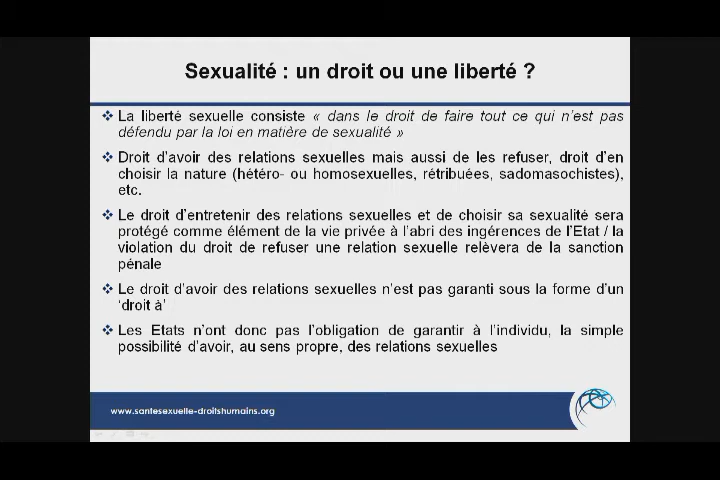 Sexualité : un droit ou une liberté ?
❖ La liberté sexuelle consiste « dans le droit de faire tout ce qui n'est pas
défendu par la loi en matière de sexualité »
❖ Droit d'avoir des relations sexuelles mais aussi de les refuser, droit d'en
choisir la nature (hétéro- ou homosexuelles, rétribuées, sadomasochistes),
etc.
❖ Le droit d'entretenir des relations sexuelles et de choisir sa sexualité sera
protégé comme élément de la vie privée à l'abri des ingérences de l'Etat / la
violation du droit de refuser une relation sexuelle relèvera de la sanction
pénale
❖ Le droit d'avoir des relations sexuelles n'est pas garanti sous la forme d'un
'droit à'
❖ Les Etats n'ont donc pas l'obligation de garantir à l'individu, la simple
possibilité d'avoir, au sens propre, des relations sexuelles
www.santesexuelle-droitshumains.org